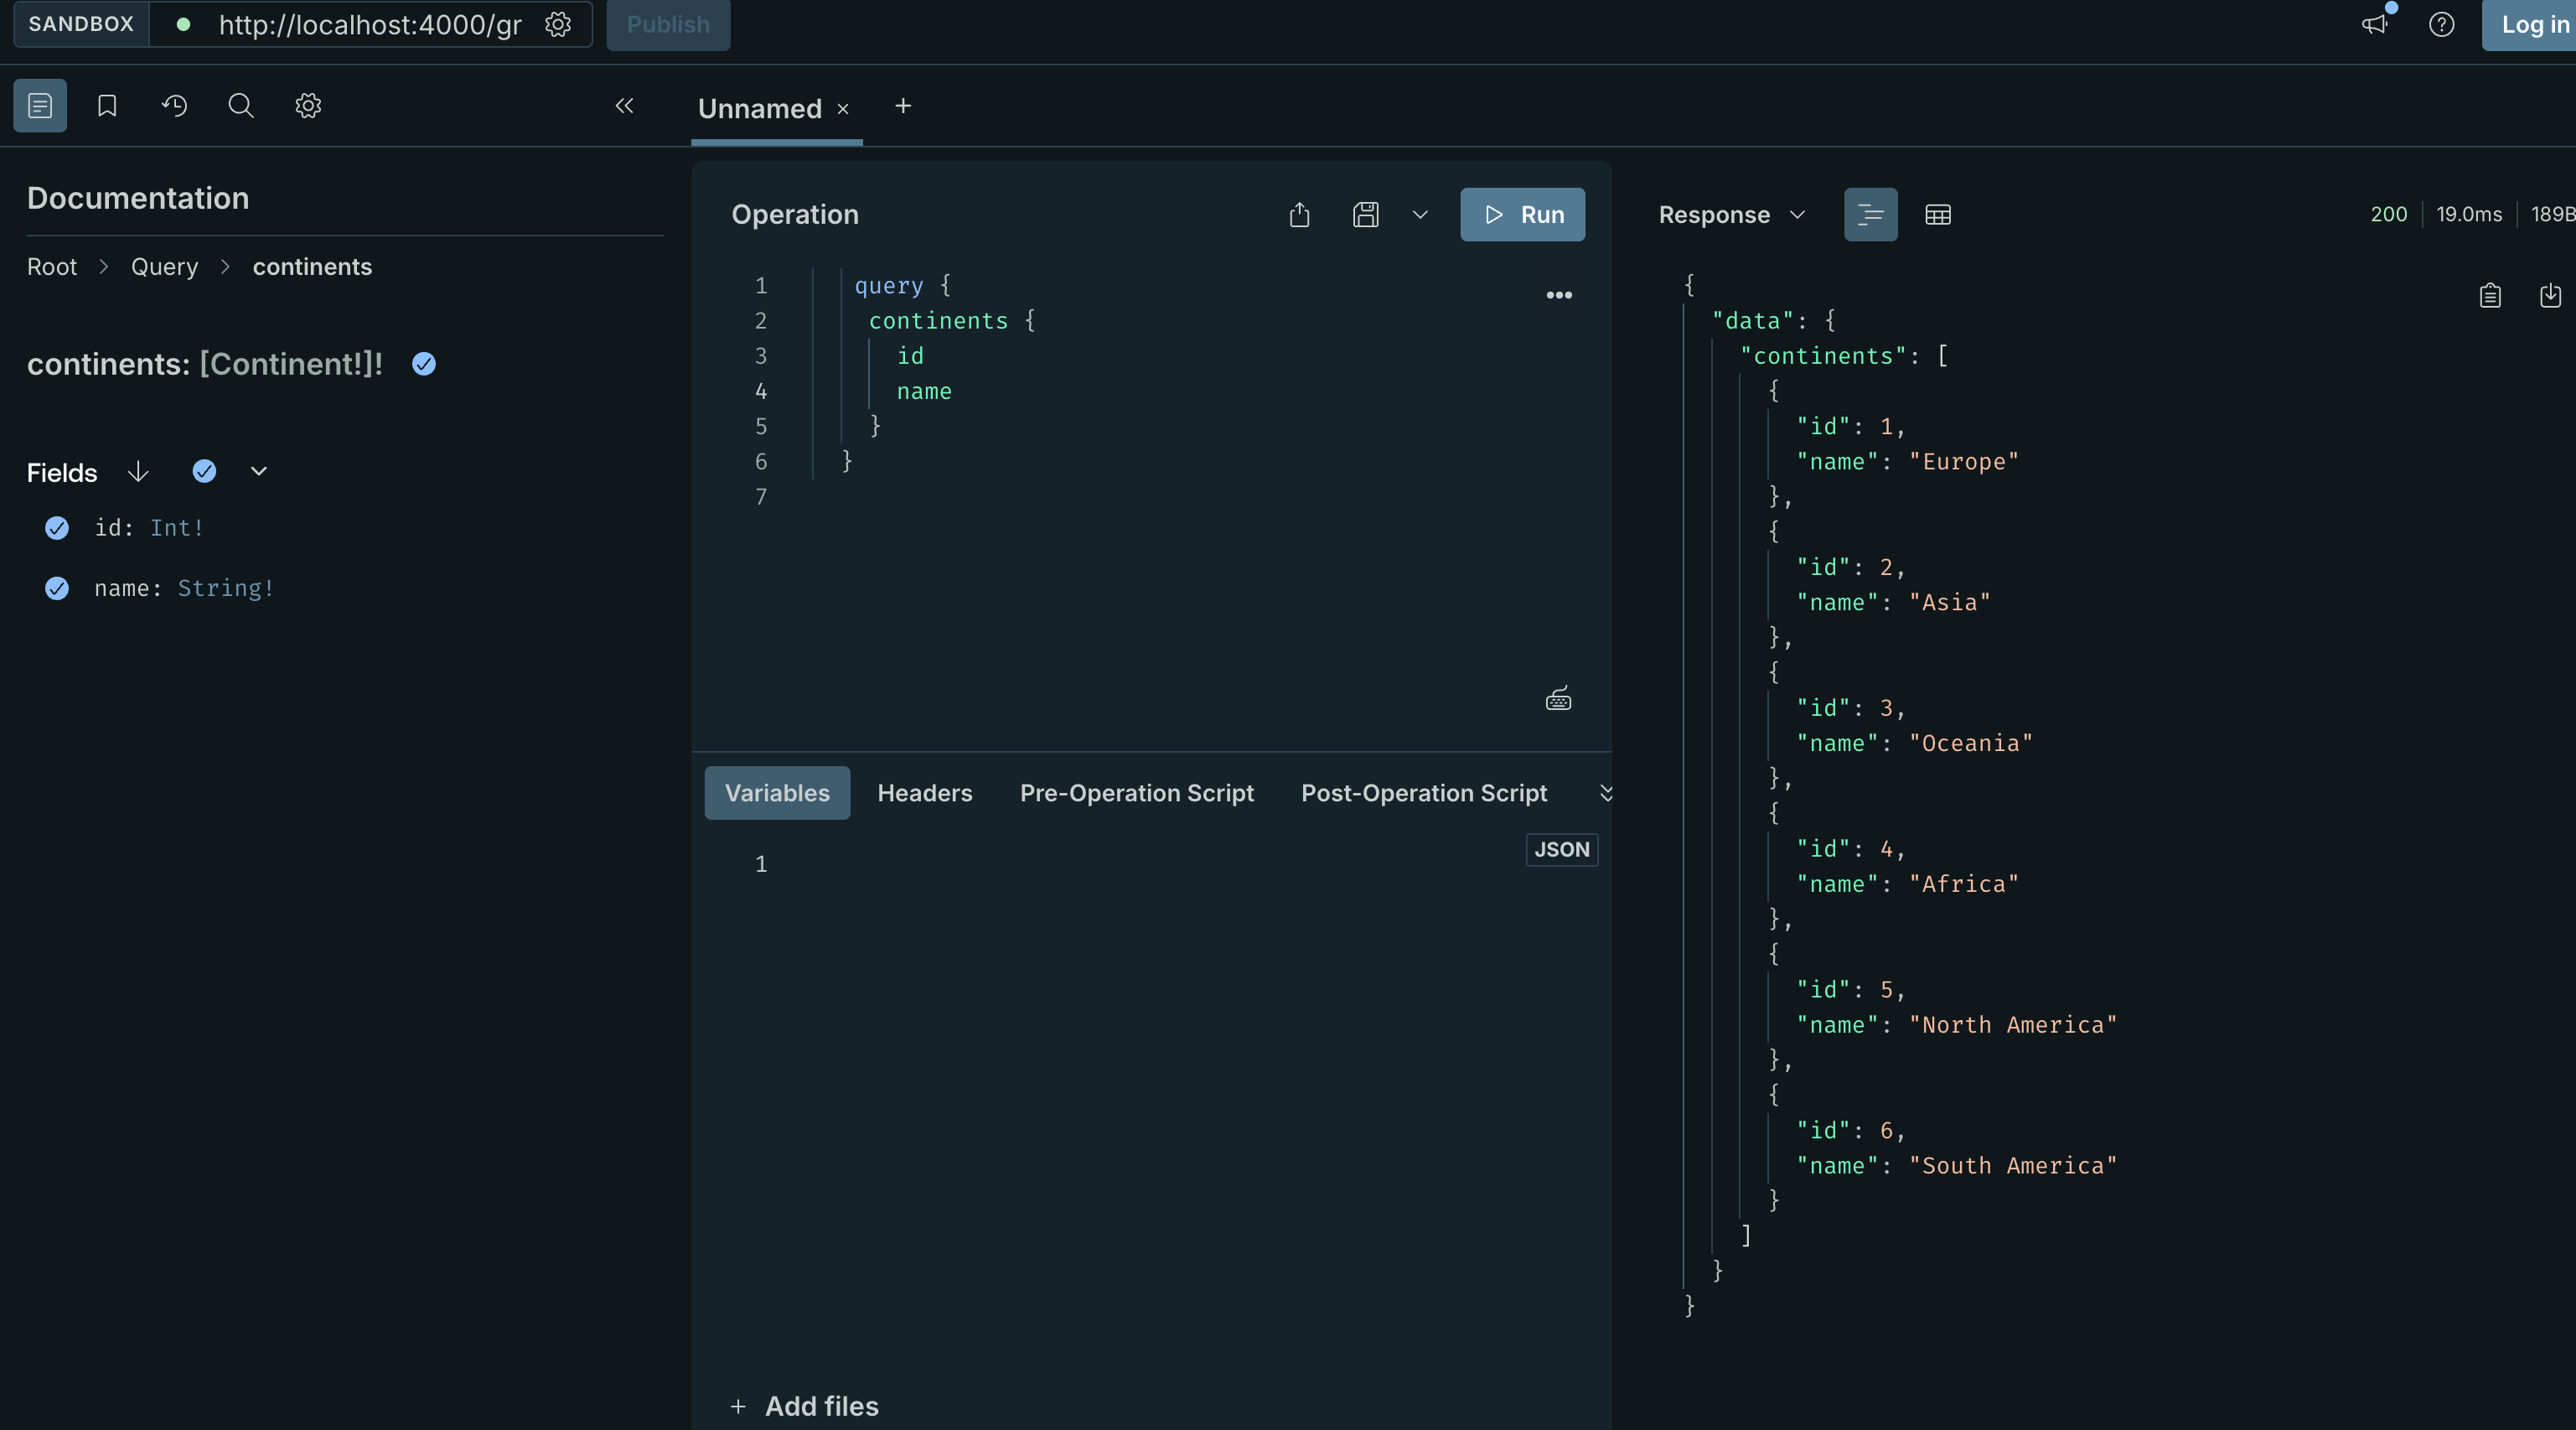 SANDBOX http://localhost:4000/gr Publish Log in
Unnamed × +
Documentation
Root > Query > continents
continents: [Continent!]!
Fields
id: Int!
name: String!
Operation Run
1 query {
2 continents {
3 id
4 name
5 }
6 }
7
Variables Headers Pre-Operation Script Post-Operation Script
JSON
1
+ Add files
Response 200 19.0ms 189B
{
"data": {
"continents": [
{
"id": 1,
"name": "Europe"
},
{
"id": 2,
"name": "Asia"
},
{
"id": 3,
"name": "Oceania"
},
{
"id": 4,
"name": "Africa"
},
{
"id": 5,
"name": "North America"
},
{
"id": 6,
"name": "South America"
}
]
}
}